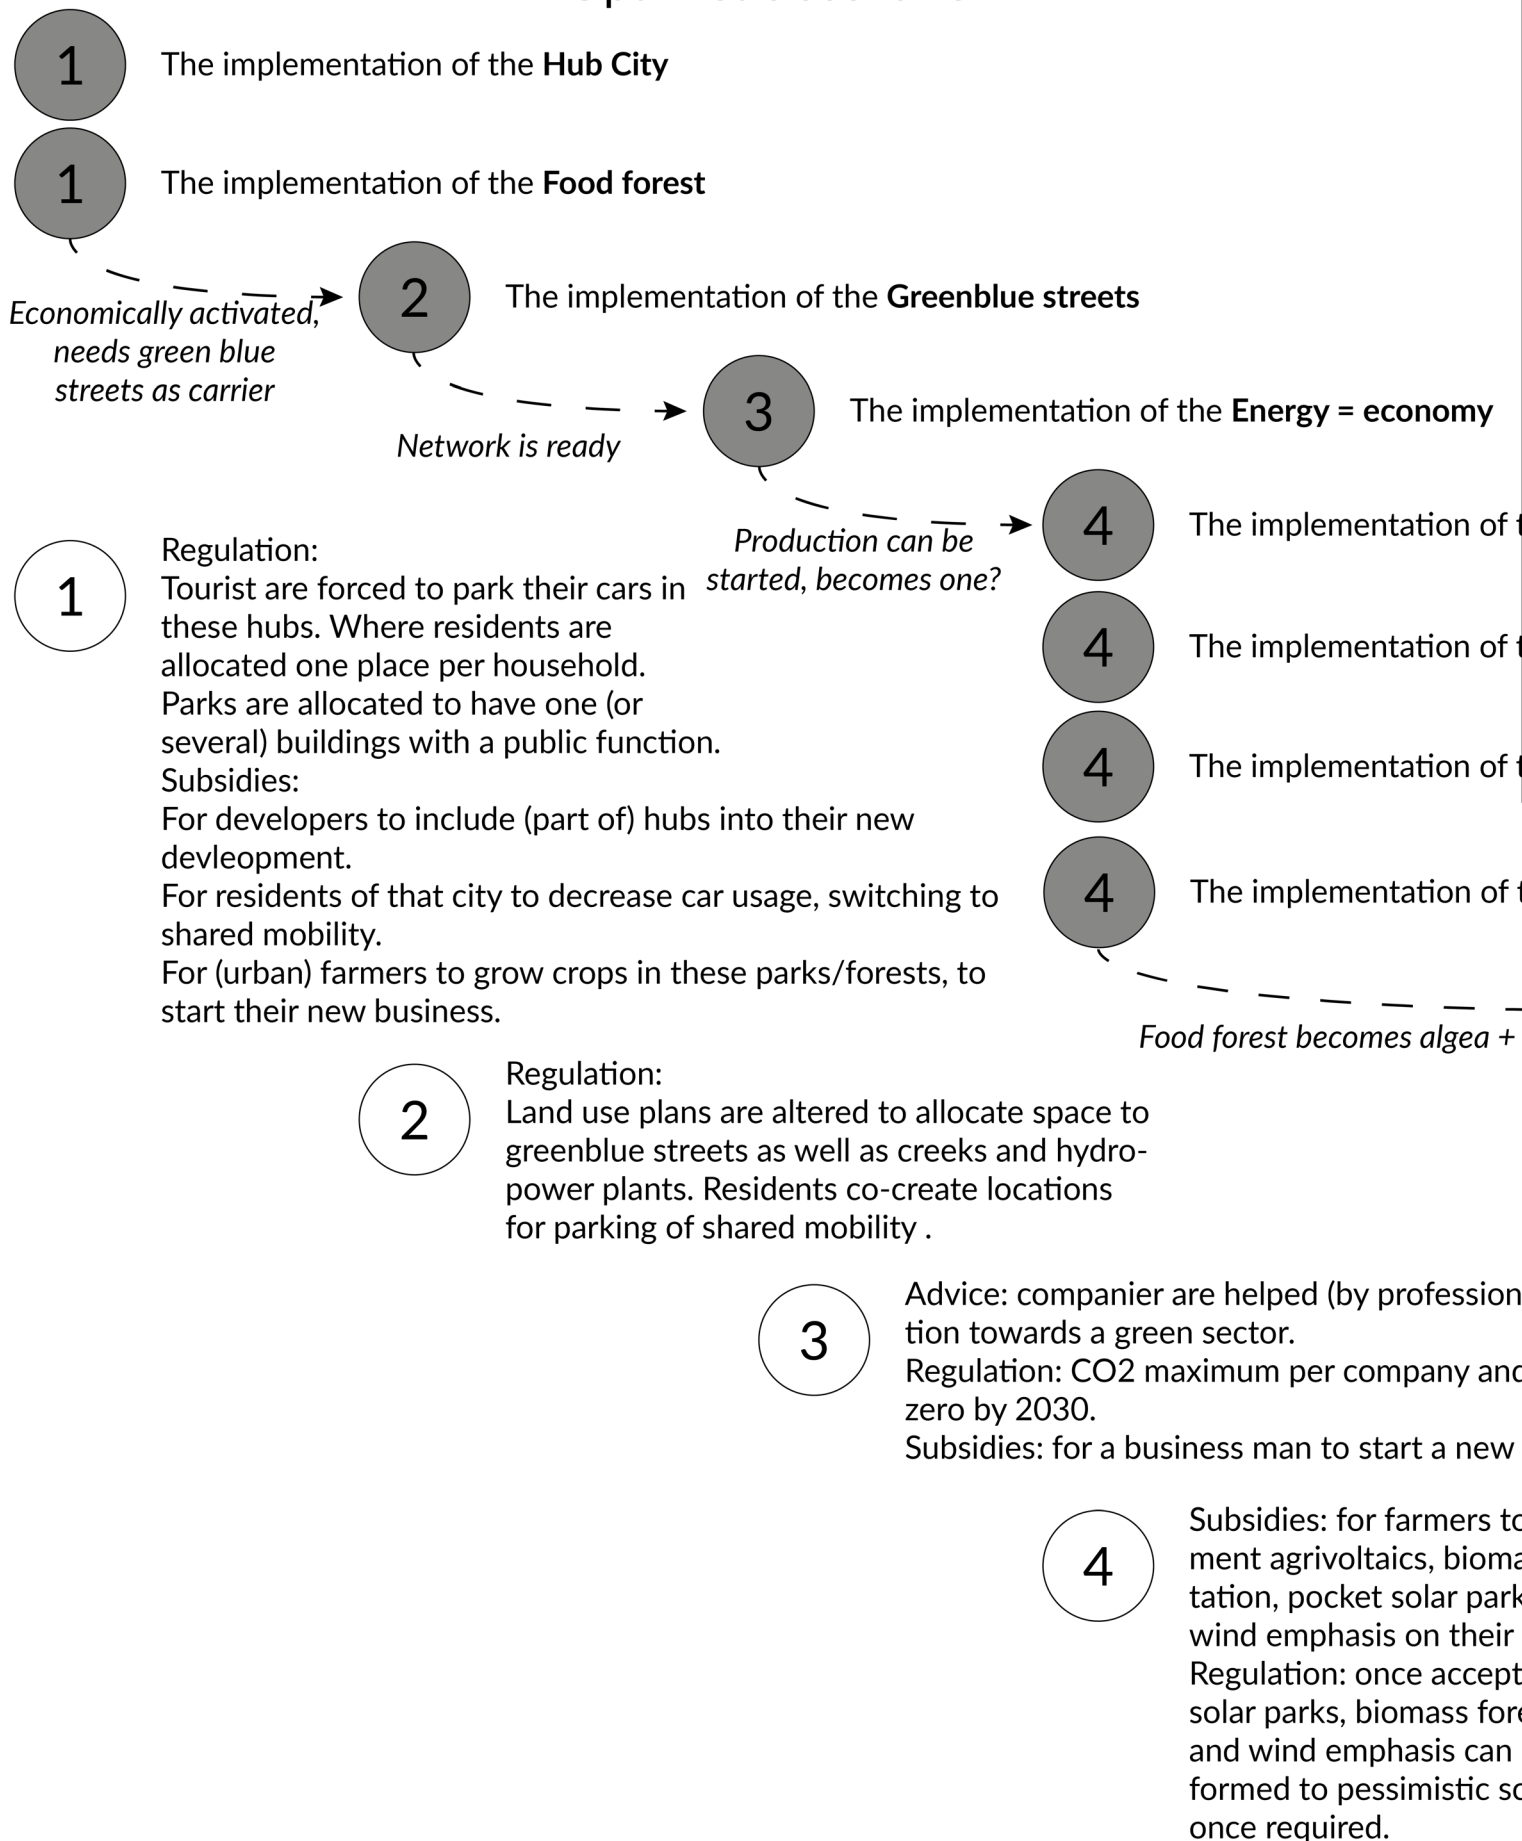 1
The implementation of the Hub City
1
The implementation of the Food forest
Economically activated,
needs green blue
streets as carrier
2
The implementation of the Greenblue streets
Network is ready
3
The implementation of the Energy = economy
Production can be
started, becomes one?
4
The implementation of
4
The implementation of
4
The implementation of
4
The implementation of
Food forest becomes algea +
1
Regulation:
Tourist are forced to park their cars in
these hubs. Where residents are
allocated one place per household.
Parks are allocated to have one (or
several) buildings with a public function.
Subsidies:
For developers to include (part of) hubs into their new
devleopment.
For residents of that city to decrease car usage, switching to
shared mobility.
For (urban) farmers to grow crops in these parks/forests, to
start their new business.
2
Regulation:
Land use plans are altered to allocate space to
greenblue streets as well as creeks and hydro-
power plants. Residents co-create locations
for parking of shared mobility .
3
Advice: companier are helped (by profession
tion towards a green sector.
Regulation: CO2 maximum per company and
zero by 2030.
Subsidies: for a business man to start a new
4
Subsidies: for farmers to
ment agrivoltaics, bioma
tation, pocket solar park
wind emphasis on their
Regulation: once accept
solar parks, biomass fore
and wind emphasis can
formed to pessimistic sc
once required.